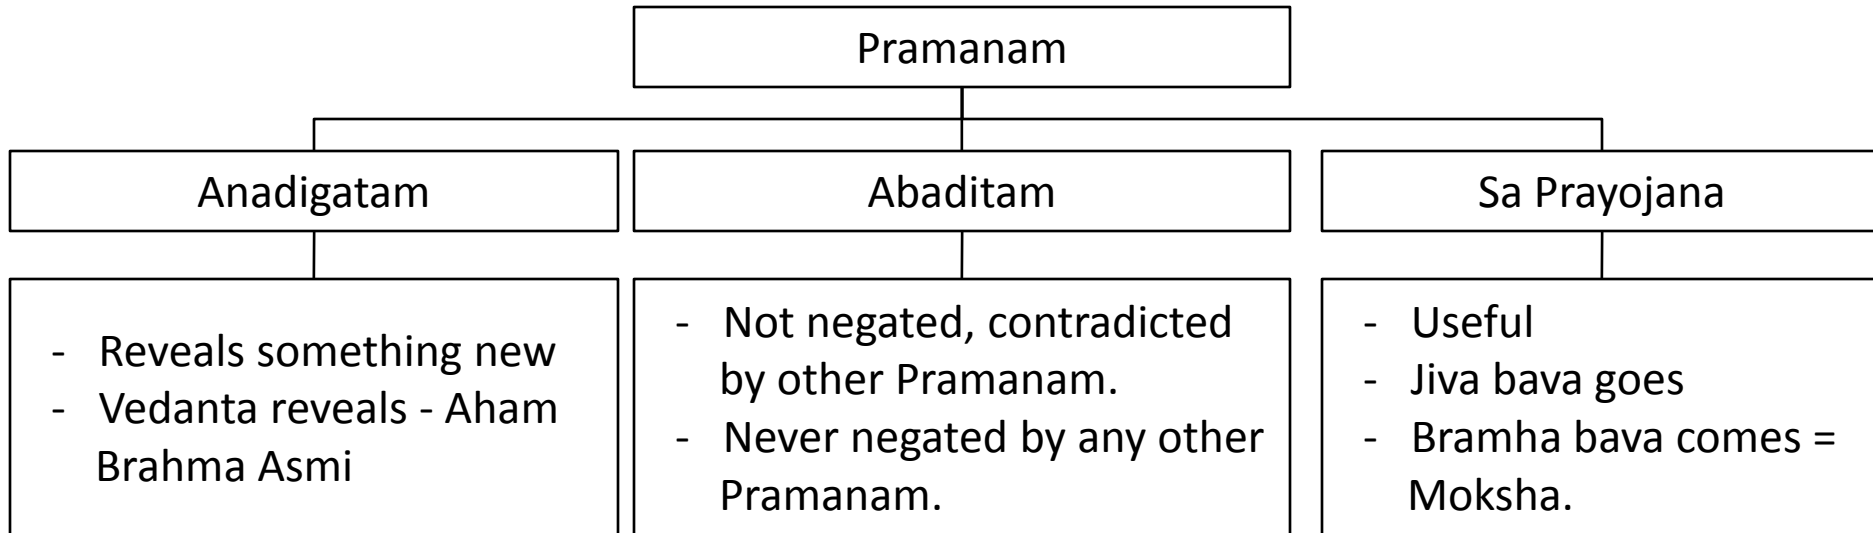 Pramanam
Anadigatam
Abaditam
Sa Prayojana
- Reveals something new
- Vedanta reveals - Aham
Brahma Asmi
- Not negated, contradicted
by other Pramanam.
- Never negated by any other
Pramanam.
- Useful
- Jiva bava goes
- Bramha bava comes =
Moksha.